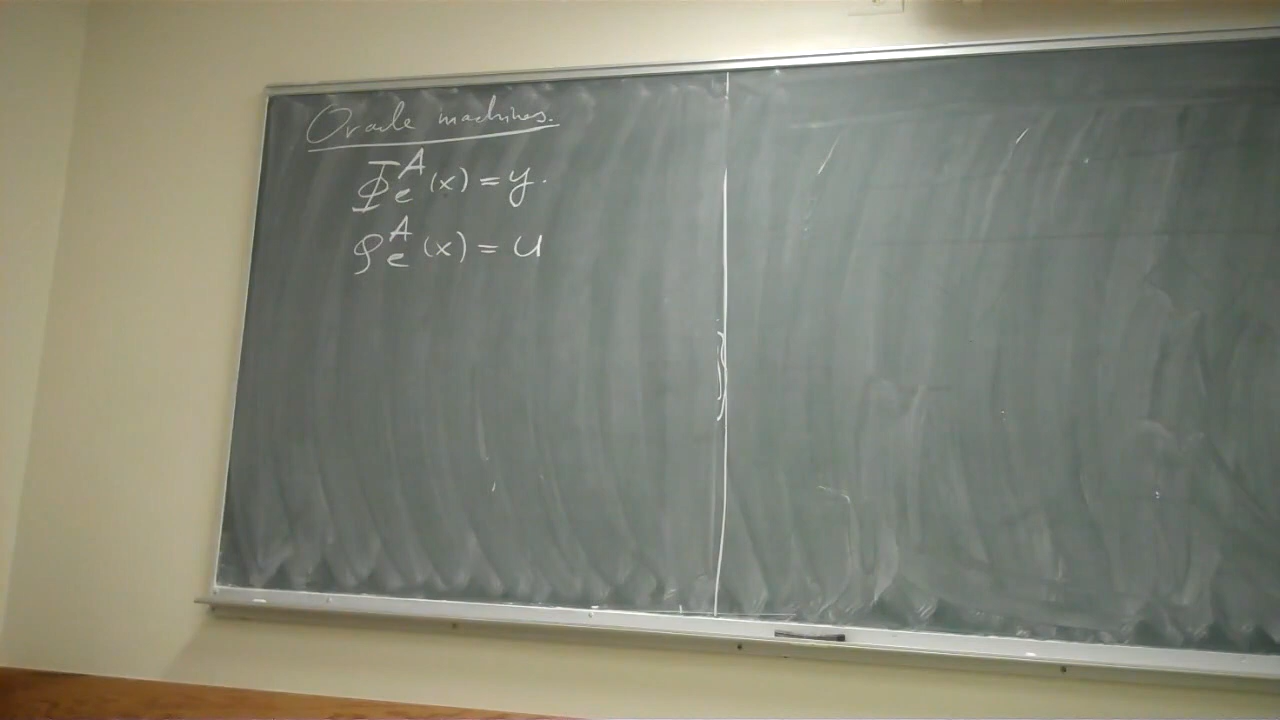 Oracle machines.
Φ_e^A(x) = y.
φ_e^A(x) = u